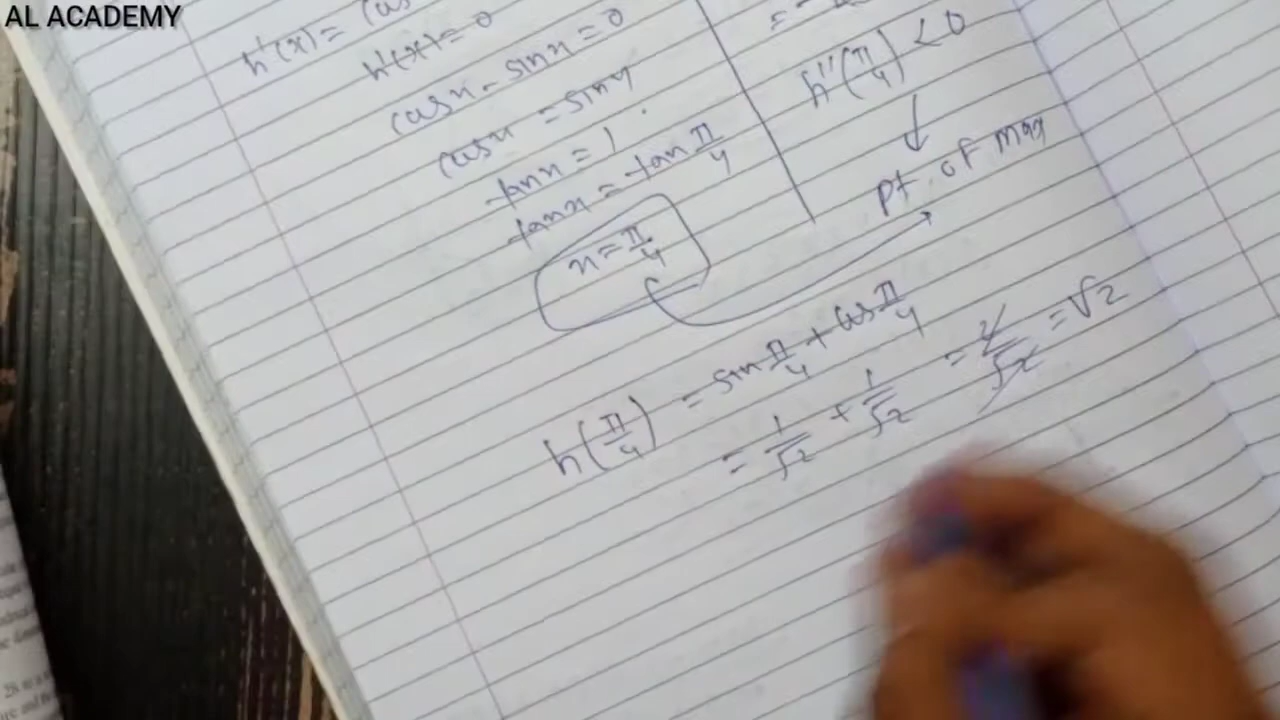 AL ACADEMY
h'(x) = cos
h'(x) = 0
cos x - sin x = 0
cos x = sin x
tan x = 1
tan x = tan π/4
x = π/4
h''(π/4) < 0
↓
Pt. of max
h(π/4) = sin π/4 + cos π/4
= 1/√2 + 1/√2 = 2/√2 = √2